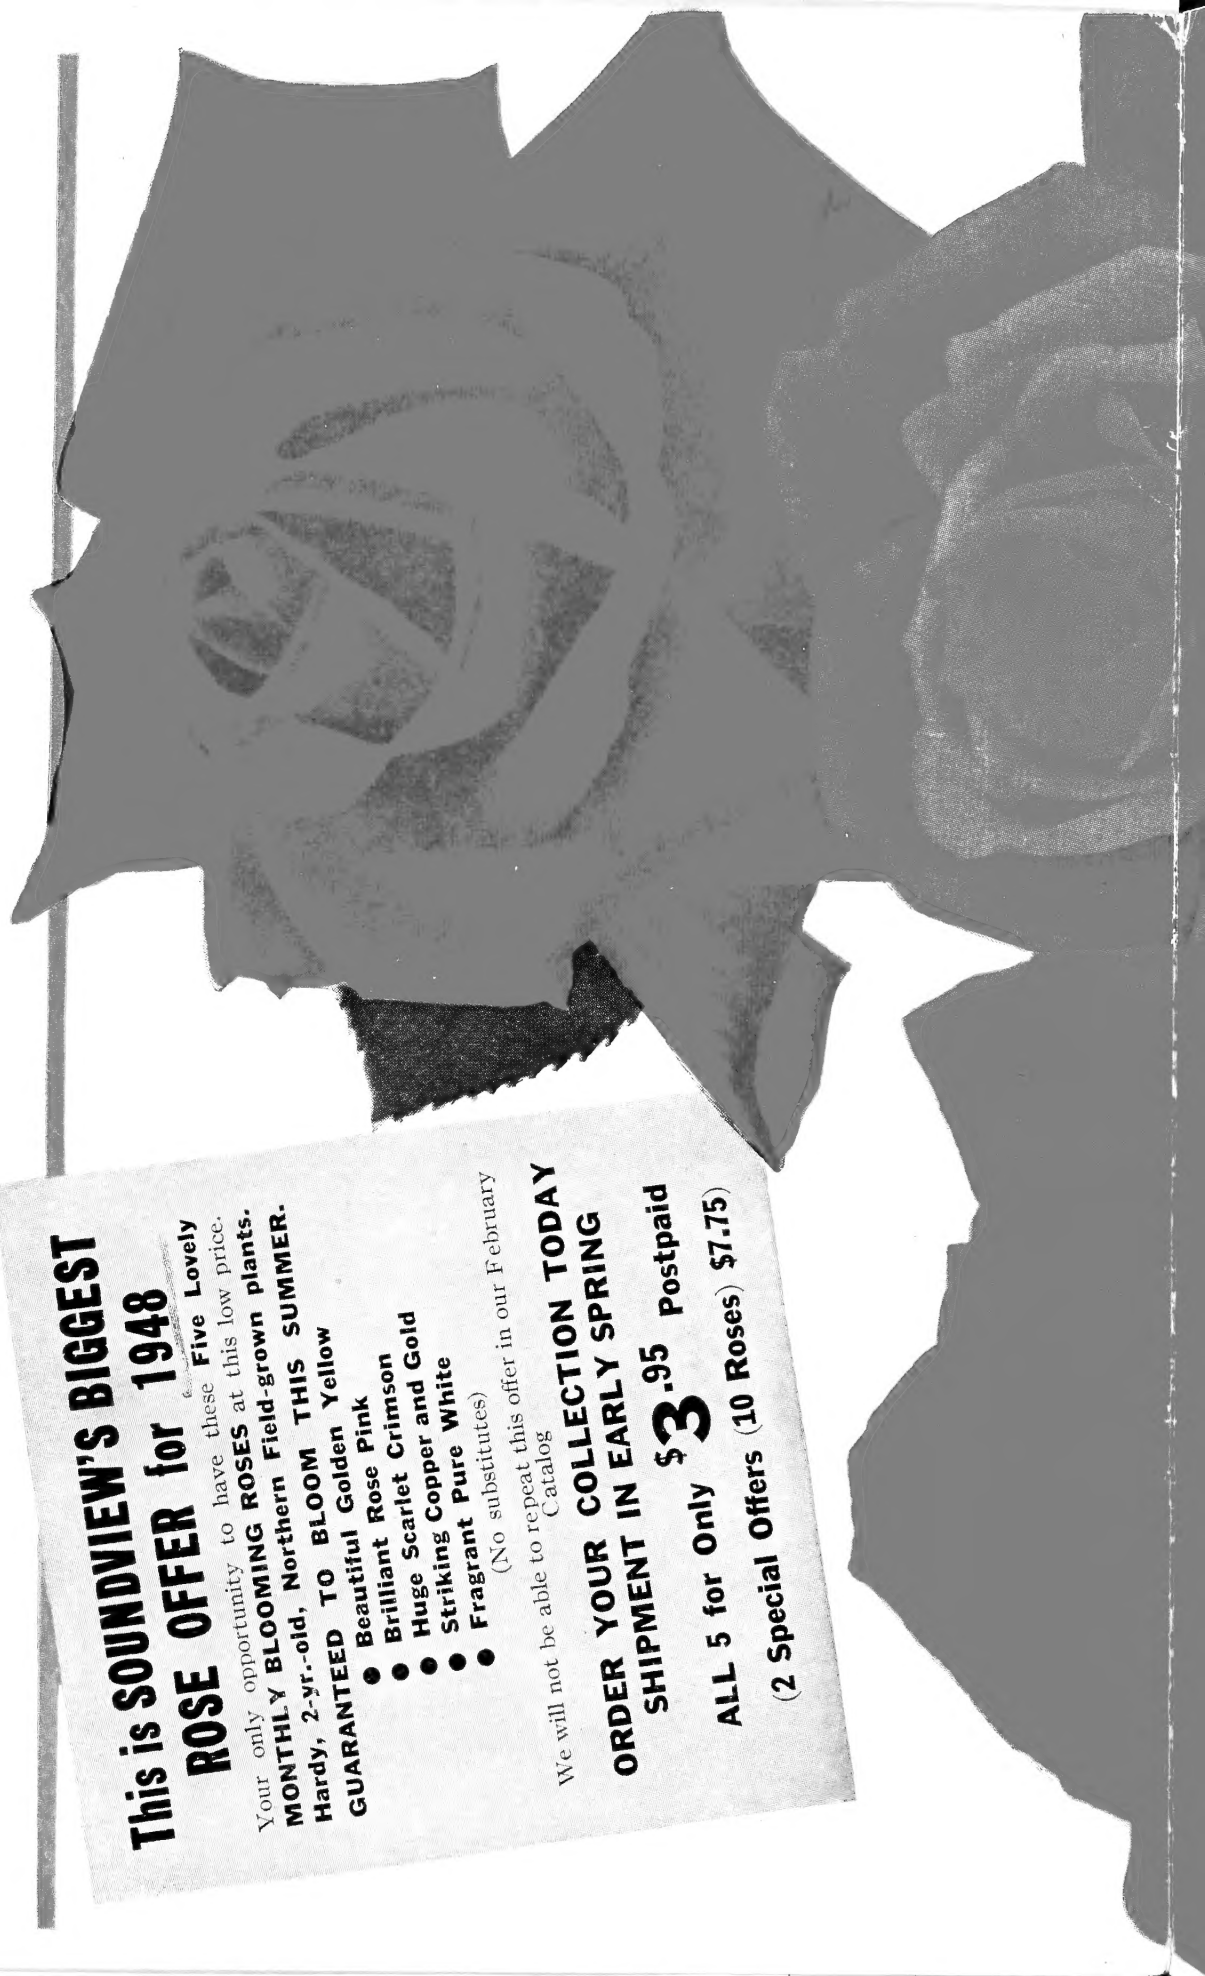 This is SOUNDVIEW'S BIGGEST
ROSE OFFER for 1948
Your only opportunity to have these Five Lovely
MONTHLY BLOOMING ROSES at this low price.
Hardy, 2-yr.-old, Northern Field-grown plants.
GUARANTEED TO BLOOM THIS SUMMER.
● Beautiful Golden Yellow
● Brilliant Rose Pink
● Huge Scarlet Crimson
● Striking Copper and Gold
● Fragrant Pure White
(No substitutes)
We will not be able to repeat this offer in our February
Catalog
ORDER YOUR COLLECTION TODAY
SHIPMENT IN EARLY SPRING
ALL 5 for Only $3.95 Postpaid
(2 Special Offers (10 Roses) $7.75)